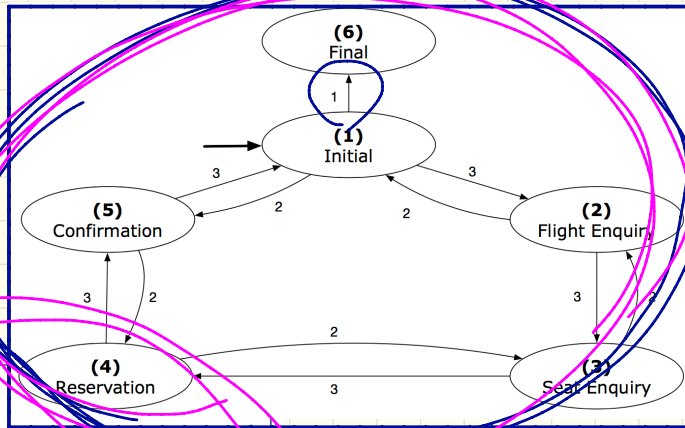 (6)
Final
1
(1)
Initial
3
3
2
2
(5)
Confirmation
(2)
Flight Enquiry
3
2
3
2
2
(4)
Reservation
(3)
Seat Enquiry
3